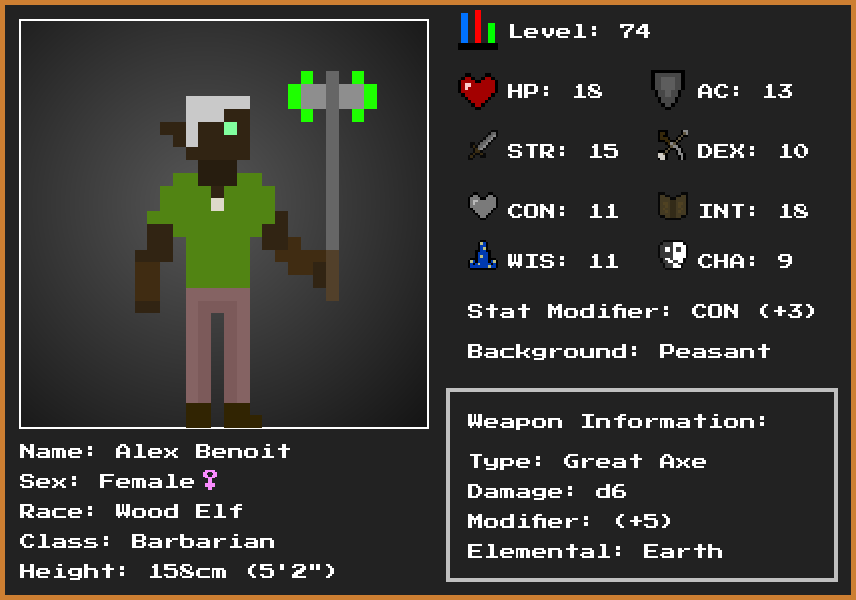 Level: 74
HP: 18 AC: 13
STR: 15 DEX: 10
CON: 11 INT: 18
WIS: 11 CHA: 9
Stat Modifier: CON (+3)
Background: Peasant
Weapon Information:
Type: Great Axe
Damage: d6
Modifier: (+5)
Elemental: Earth
Name: Alex Benoit
Sex: Female♀
Race: Wood Elf
Class: Barbarian
Height: 158cm (5'2")